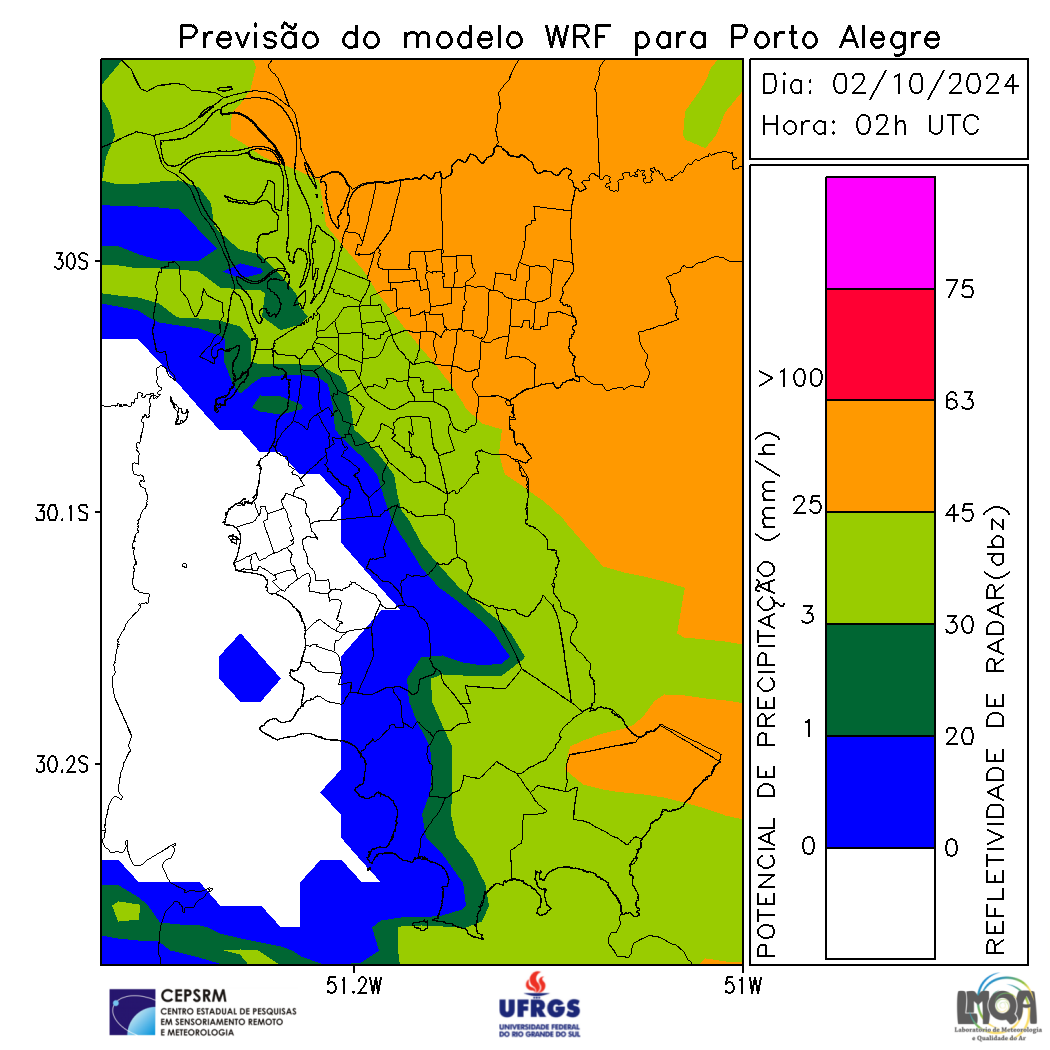 Previsão do modelo WRF para Porto Alegre
Dia: 02/10/2024
Hora: 02h UTC
30S
30.1S
30.2S
51.2W
51W
POTENCIAL DE PRECIPITAÇÃO (mm/h)
>100
25
3
1
0
75
63
45
30
20
0
REFLETIVIDADE DE RADAR(dbz)
CEPSRM
CENTRO ESTADUAL DE PESQUISAS
EM SENSORIAMENTO REMOTO
E METEOROLOGIA
UFRGS
UNIVERSIDADE FEDERAL
DO RIO GRANDE DO SUL
LMQA
Laboratório de Meteorologia
e Qualidade do Ar